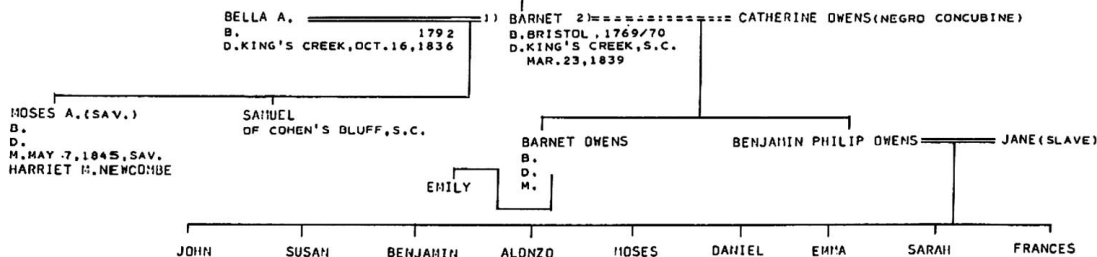 BELLA A. 1) BARNET 2) CATHERINE OWENS(NEGRO CONCUBINE)
B. 1792
D.KING'S CREEK,OCT.16,1836
B.BRISTOL,1769/70
D.KING'S CREEK,S.C.
MAR.23,1839
MOSES A.(SAV.)
B.
D.
M.MAY 7,1845,SAV.
HARRIET M.NEWCOMBE
SAMUEL
OF COHEN'S BLUFF,S.C.
BARNET OWENS
B.
D.
M.
EMILY
BENJAMIN PHILIP OWENS JANE(SLAVE)
JOHN SUSAN BENJAMIN ALONZO MOSES DANIEL EMMA SARAH FRANCES